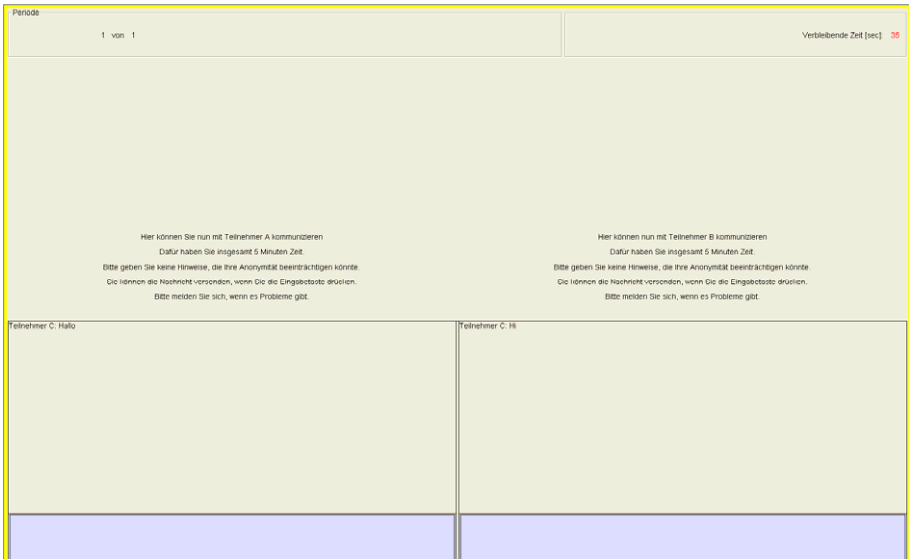 Periode
1 von 1
Verbleibende Zeit [sec]: 35
Hier können Sie nun mit Teilnehmer A kommunizieren
Dafür haben Sie insgesamt 5 Minuten Zeit.
Bitte geben Sie keine Hinweise, die Ihre Anonymität beeinträchtigen könnte.
Sie können die Nachricht versenden, wenn Sie die Eingabetaste drücken.
Bitte melden Sie sich, wenn es Probleme gibt.
Hier können nun mit Teilnehmer B kommunizieren
Dafür haben Sie insgesamt 5 Minuten Zeit.
Bitte geben Sie keine Hinweise, die Ihre Anonymität beeinträchtigen könnte.
Sie können die Nachricht versenden, wenn Sie die Eingabetaste drücken.
Bitte melden Sie sich, wenn es Probleme gibt.
Teilnehmer C: Hallo
Teilnehmer C: Hi